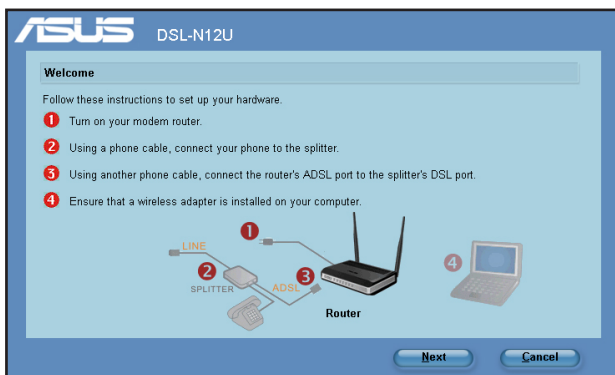 ASUS DSL-N12U
Welcome
Follow these instructions to set up your hardware.
1 Turn on your modem router.
2 Using a phone cable, connect your phone to the splitter.
3 Using another phone cable, connect the router's ADSL port to the splitter's DSL port.
4 Ensure that a wireless adapter is installed on your computer.
1
LINE
2
SPLITTER
ADSL
3
4
Router
Next Cancel